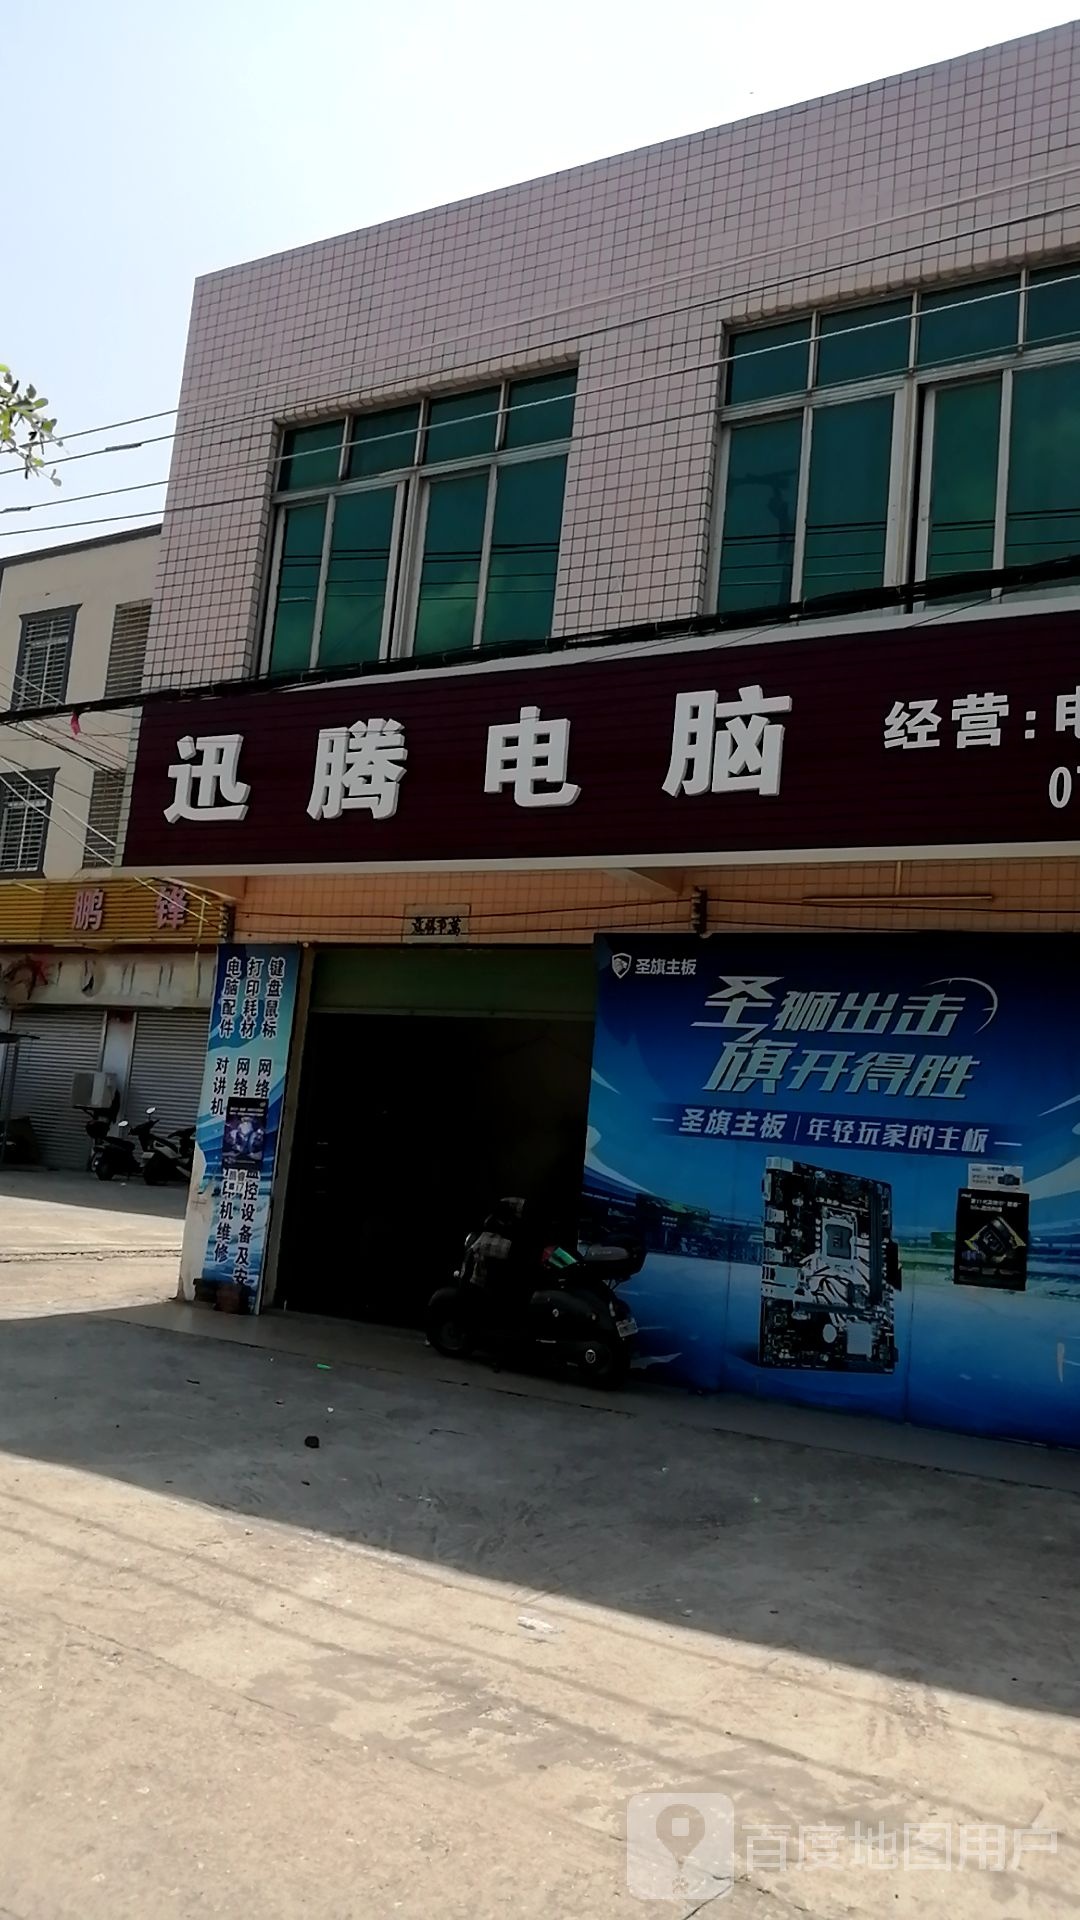 迅腾电脑
经营:电
07
鹏锋
键盘鼠标
打印耗材
电脑配件
网络
网络
对讲机
监控设备及安
印机维修
圣旗主板
圣狮出击
旗开得胜
圣旗主板|年轻玩家的主板
百度地图用户